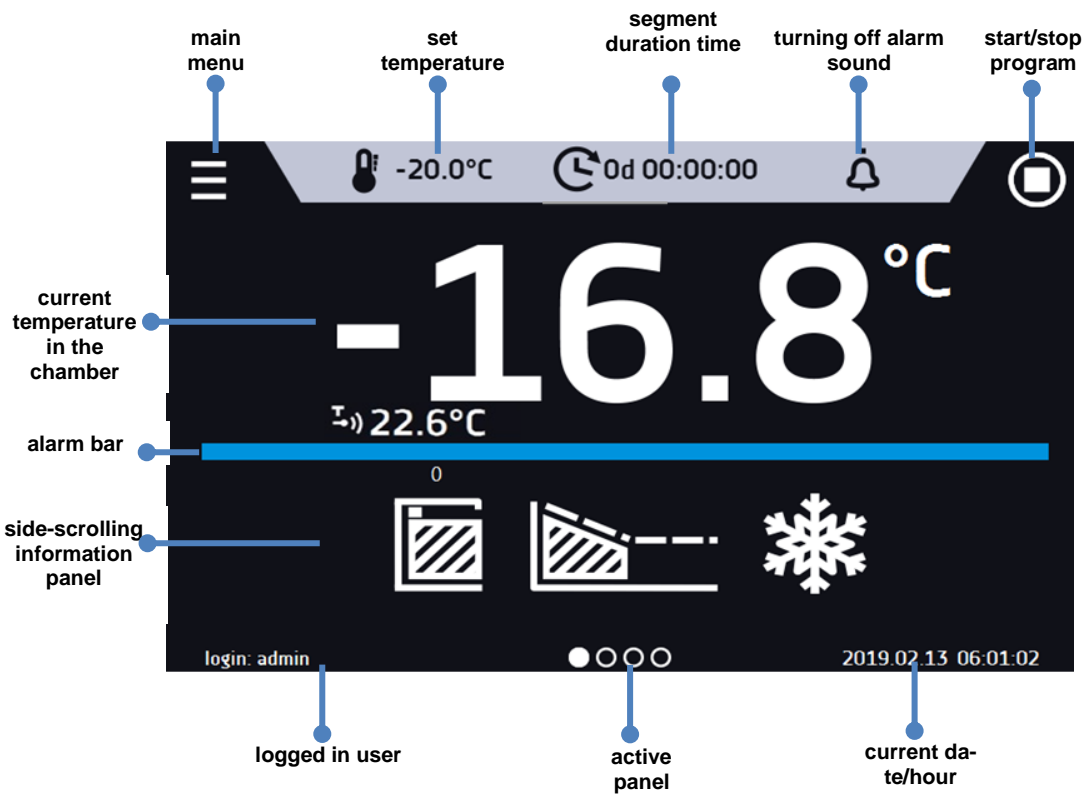 main
menu
set
temperature
segment
duration time
turning off alarm
sound
start/stop
program
-20.0°C
0d 00:00:00
-16.8°C
current
temperature
in the
chamber
T
22.6°C
alarm bar
0
side-scrolling
information
panel
login: admin
2019.02.13 06:01:02
logged in user
active
panel
current da-
te/hour